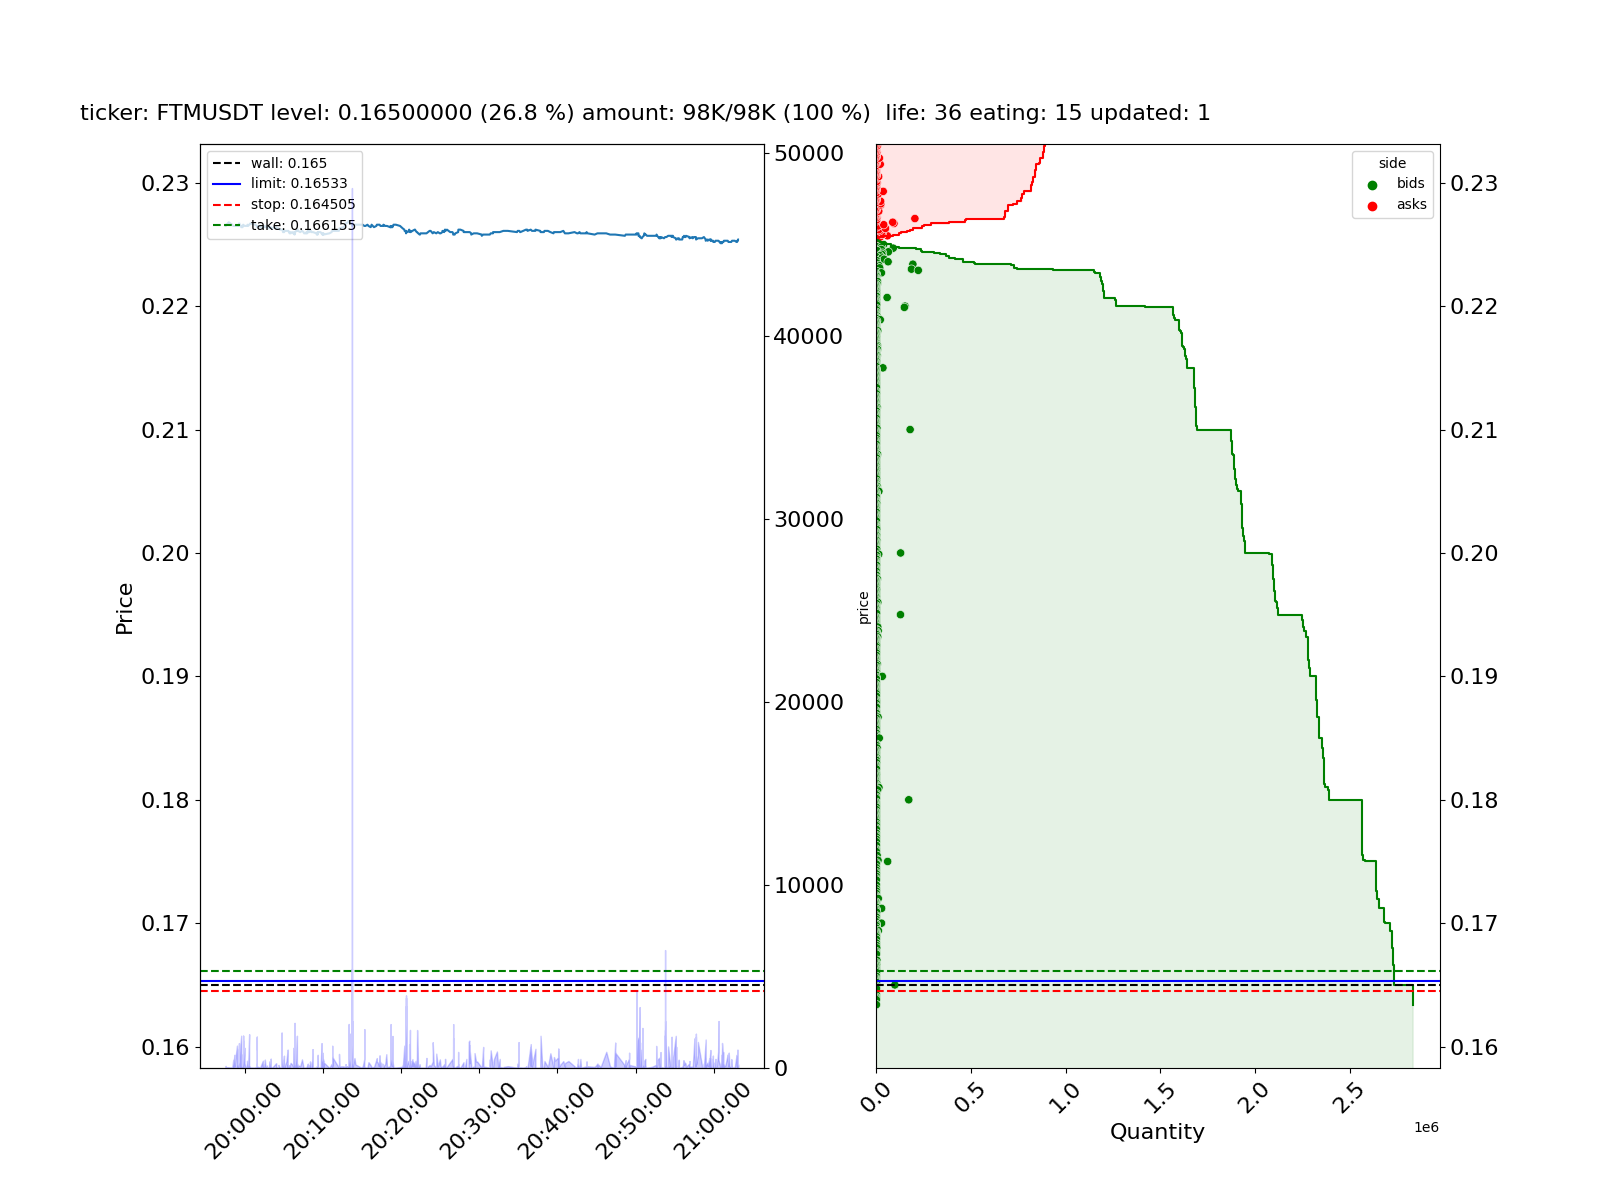 ticker: FTMUSDT level: 0.16500000 (26.8 %) amount: 98K/98K (100 %)  life: 36 eating: 15 updated: 1
wall: 0.165
limit: 0.16533
stop: 0.164505
take: 0.166155
Price
0.23
0.22
0.21
0.20
0.19
0.18
0.17
0.16
50000
40000
30000
20000
10000
0
20:00:00
20:10:00
20:20:00
20:30:00
20:40:00
20:50:00
21:00:00
side
bids
asks
price
0.23
0.22
0.21
0.20
0.19
0.18
0.17
0.16
0.0
0.5
1.0
1.5
2.0
2.5
1e6
Quantity